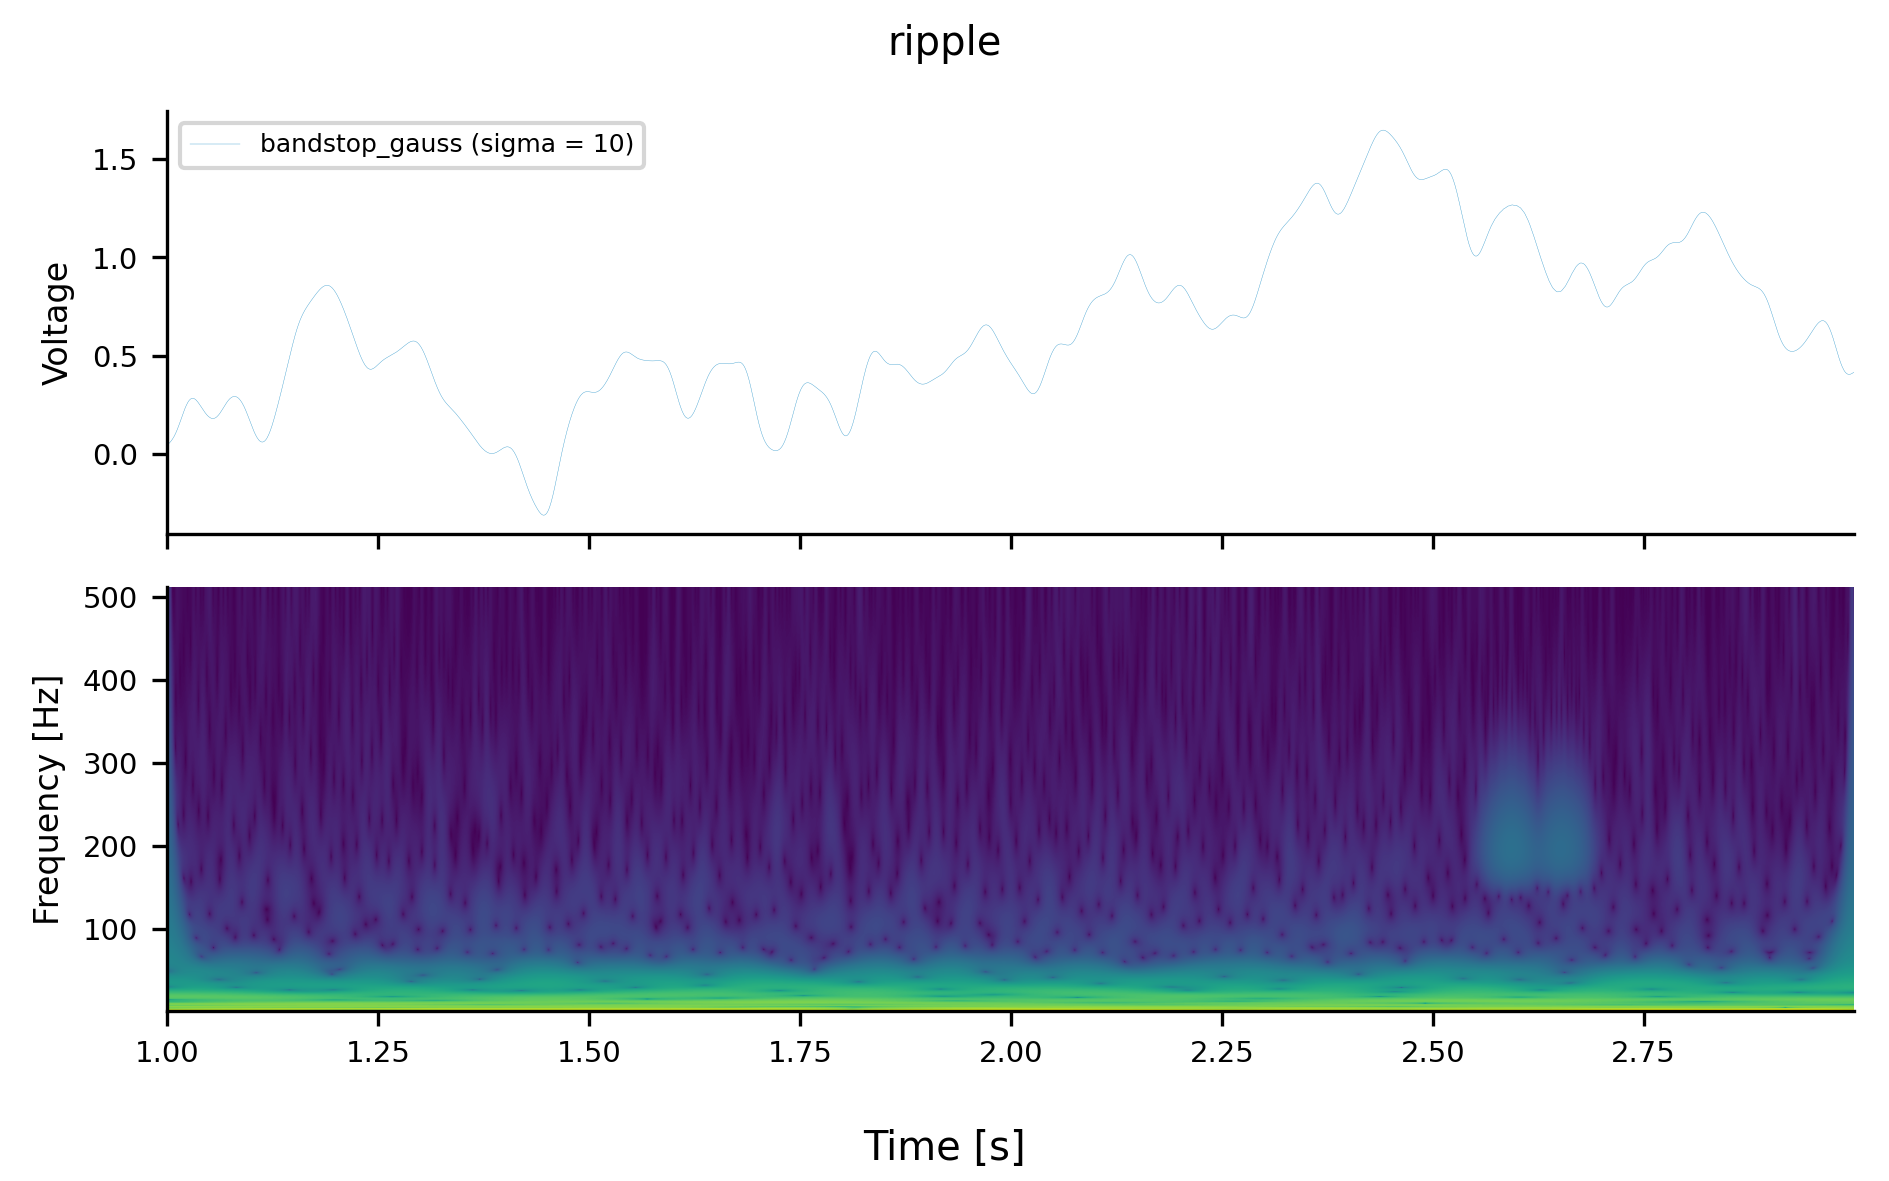 ripple
bandstop_gauss (sigma = 10)
Voltage
1.5
1.0
0.5
0.0
Frequency [Hz]
500
400
300
200
100
1.00 1.25 1.50 1.75 2.00 2.25 2.50 2.75
Time [s]